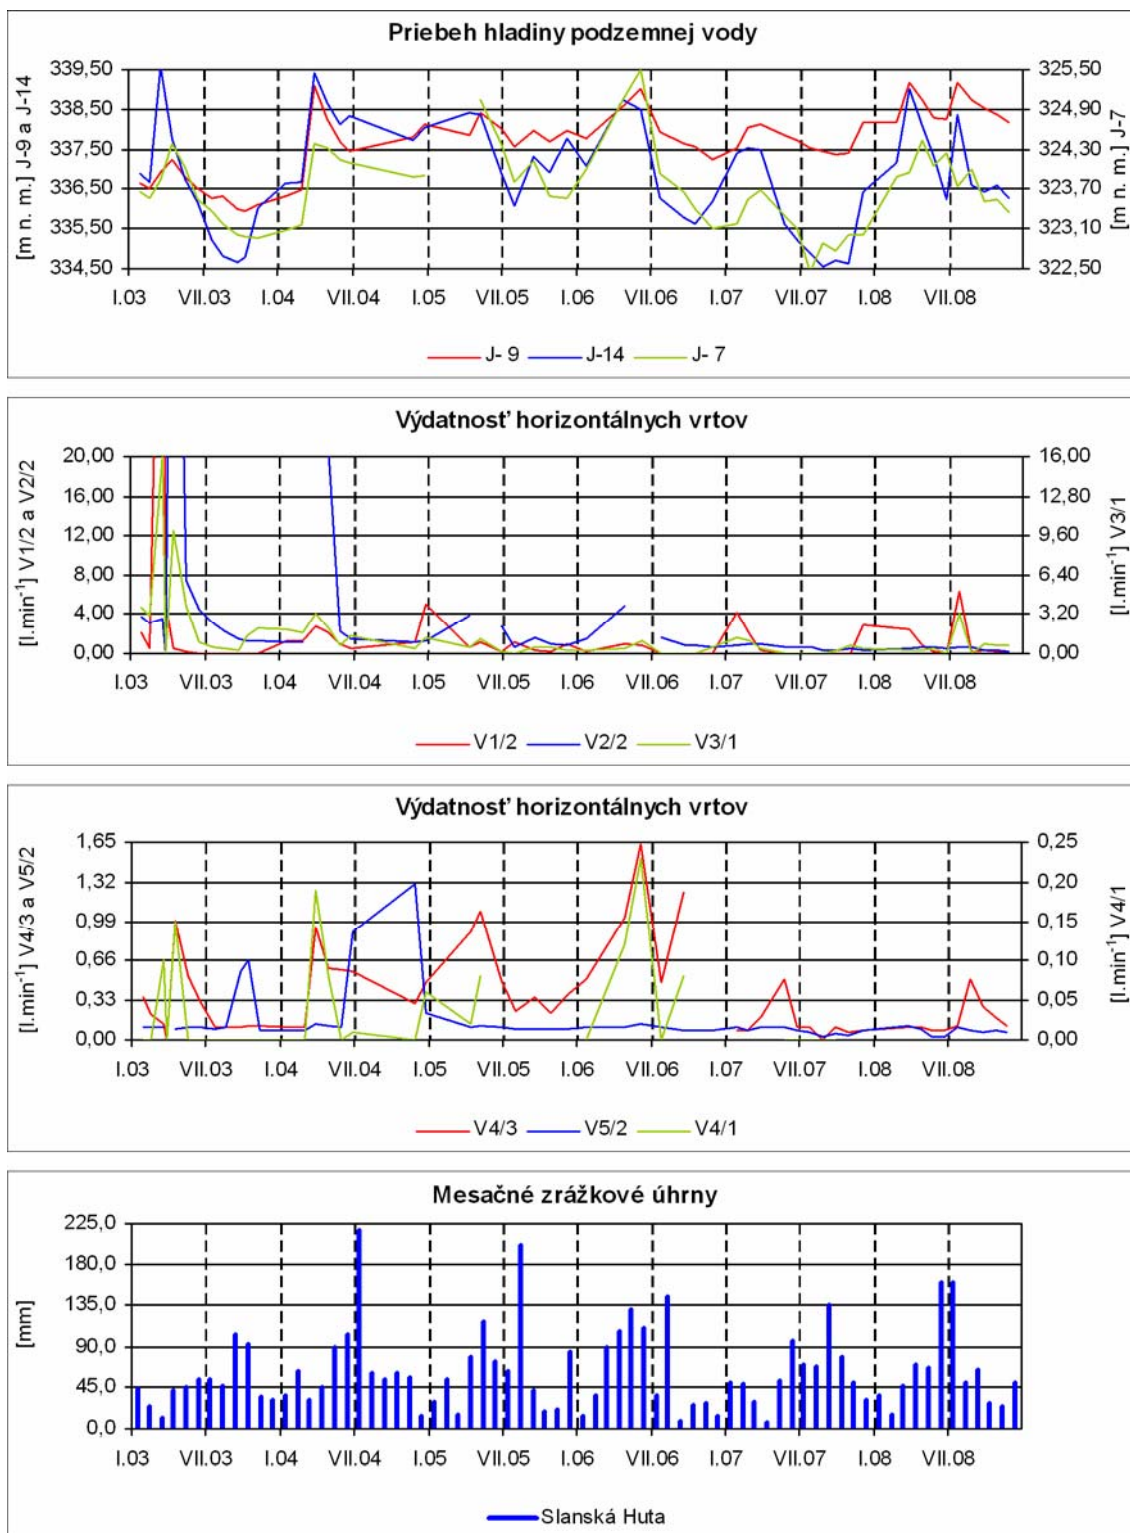 Priebeh hladiny podzemnej vody
[m n. m.] J-9 a J-14
339,50
338,50
337,50
336,50
335,50
334,50
325,50
324,90
324,30
323,70
323,10
322,50
[m n. m.] J-7
I.03 VII.03 I.04 VII.04 I.05 VII.05 I.06 VII.06 I.07 VII.07 I.08 VII.08
J- 9 J-14 J- 7
Výdatnosť horizontálnych vrtov
[l.min⁻¹] V1/2 a V2/2
20,00
16,00
12,00
8,00
4,00
0,00
16,00
12,80
9,60
6,40
3,20
0,00
[l.min⁻¹] V3/1
I.03 VII.03 I.04 VII.04 I.05 VII.05 I.06 VII.06 I.07 VII.07 I.08 VII.08
V1/2 V2/2 V3/1
Výdatnosť horizontálnych vrtov
[l.min⁻¹] V4/3 a V5/2
1,65
1,32
0,99
0,66
0,33
0,00
0,25
0,20
0,15
0,10
0,05
0,00
[l.min⁻¹] V4/1
I.03 VII.03 I.04 VII.04 I.05 VII.05 I.06 VII.06 I.07 VII.07 I.08 VII.08
V4/3 V5/2 V4/1
Mesačné zrážkové úhrny
[mm]
225,0
180,0
135,0
90,0
45,0
0,0
I.03 VII.03 I.04 VII.04 I.05 VII.05 I.06 VII.06 I.07 VII.07 I.08 VII.08
Slanská Huta